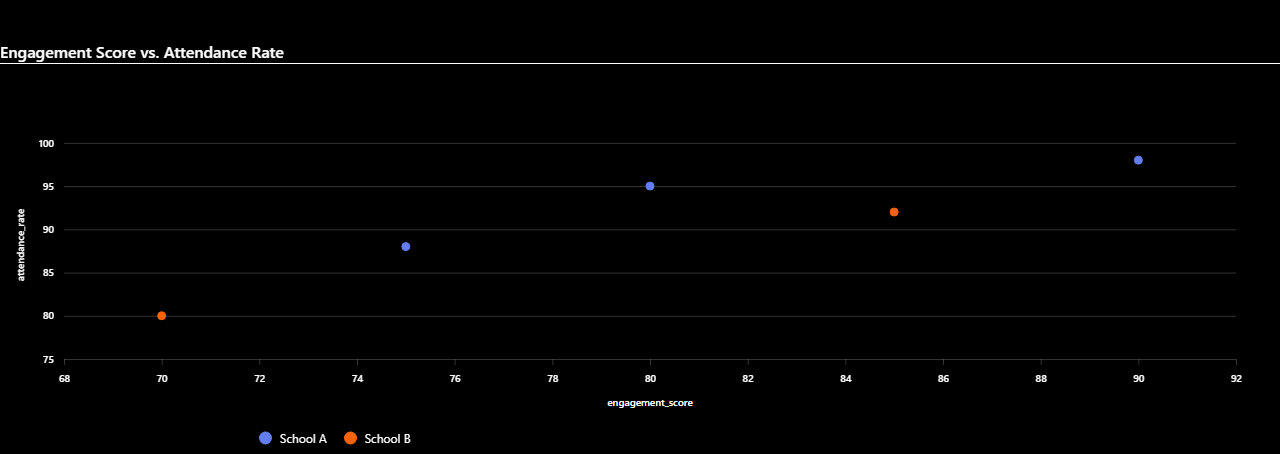 Engagement Score vs. Attendance Rate
100
95
90
85
80
75
attendance_rate
68 70 72 74 76 78 80 82 84 86 88 90 92
engagement_score
School A School B